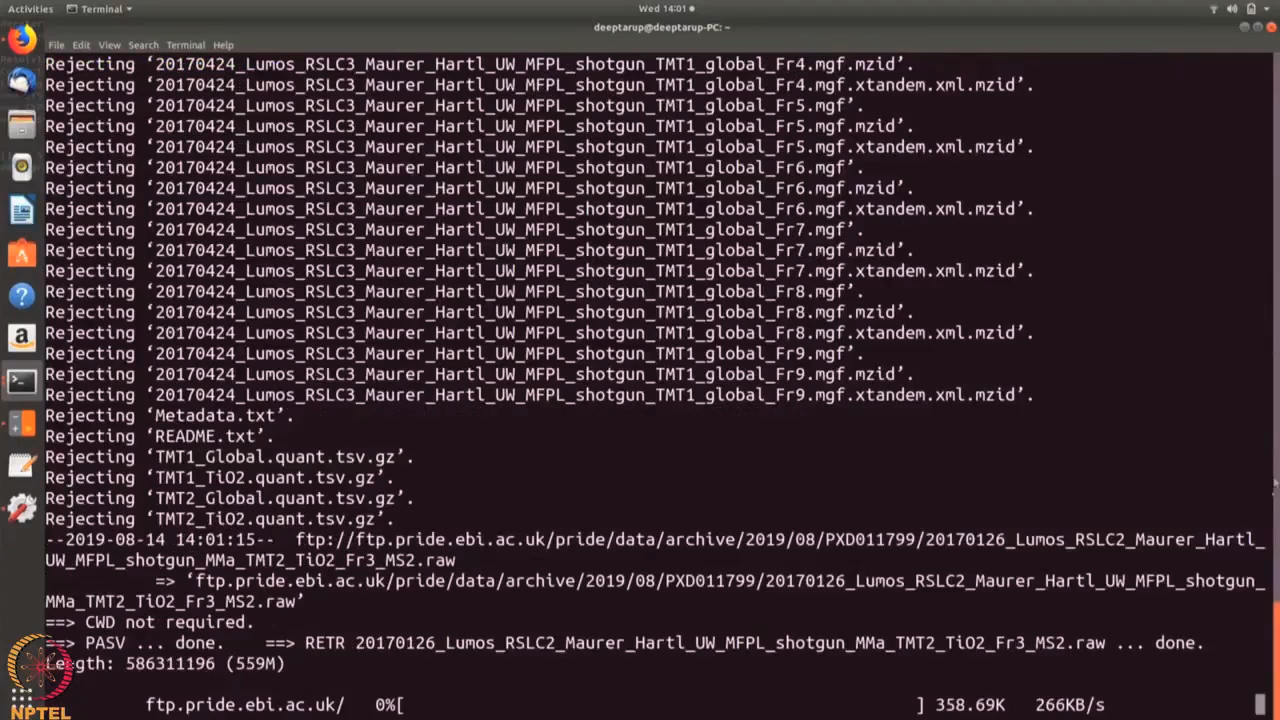 Activities Terminal Wed 14:01
deeptarup@deeptarup-PC: ~
File Edit View Search Terminal Help
Rejecting ‘20170424_Lumos_RSLC3_Maurer_Hartl_UW_MFPL_shotgun_TMT1_global_Fr4.mgf.mzid’.
Rejecting ‘20170424_Lumos_RSLC3_Maurer_Hartl_UW_MFPL_shotgun_TMT1_global_Fr4.mgf.xtandem.xml.mzid’.
Rejecting ‘20170424_Lumos_RSLC3_Maurer_Hartl_UW_MFPL_shotgun_TMT1_global_Fr5.mgf’.
Rejecting ‘20170424_Lumos_RSLC3_Maurer_Hartl_UW_MFPL_shotgun_TMT1_global_Fr5.mgf.mzid’.
Rejecting ‘20170424_Lumos_RSLC3_Maurer_Hartl_UW_MFPL_shotgun_TMT1_global_Fr5.mgf.xtandem.xml.mzid’.
Rejecting ‘20170424_Lumos_RSLC3_Maurer_Hartl_UW_MFPL_shotgun_TMT1_global_Fr6.mgf’.
Rejecting ‘20170424_Lumos_RSLC3_Maurer_Hartl_UW_MFPL_shotgun_TMT1_global_Fr6.mgf.mzid’.
Rejecting ‘20170424_Lumos_RSLC3_Maurer_Hartl_UW_MFPL_shotgun_TMT1_global_Fr6.mgf.xtandem.xml.mzid’.
Rejecting ‘20170424_Lumos_RSLC3_Maurer_Hartl_UW_MFPL_shotgun_TMT1_global_Fr7.mgf’.
Rejecting ‘20170424_Lumos_RSLC3_Maurer_Hartl_UW_MFPL_shotgun_TMT1_global_Fr7.mgf.mzid’.
Rejecting ‘20170424_Lumos_RSLC3_Maurer_Hartl_UW_MFPL_shotgun_TMT1_global_Fr7.mgf.xtandem.xml.mzid’.
Rejecting ‘20170424_Lumos_RSLC3_Maurer_Hartl_UW_MFPL_shotgun_TMT1_global_Fr8.mgf’.
Rejecting ‘20170424_Lumos_RSLC3_Maurer_Hartl_UW_MFPL_shotgun_TMT1_global_Fr8.mgf.mzid’.
Rejecting ‘20170424_Lumos_RSLC3_Maurer_Hartl_UW_MFPL_shotgun_TMT1_global_Fr8.mgf.xtandem.xml.mzid’.
Rejecting ‘20170424_Lumos_RSLC3_Maurer_Hartl_UW_MFPL_shotgun_TMT1_global_Fr9.mgf’.
Rejecting ‘20170424_Lumos_RSLC3_Maurer_Hartl_UW_MFPL_shotgun_TMT1_global_Fr9.mgf.mzid’.
Rejecting ‘20170424_Lumos_RSLC3_Maurer_Hartl_UW_MFPL_shotgun_TMT1_global_Fr9.mgf.xtandem.xml.mzid’.
Rejecting ‘Metadata.txt’.
Rejecting ‘README.txt’.
Rejecting ‘TMT1_Global.quant.tsv.gz’.
Rejecting ‘TMT1_TiO2.quant.tsv.gz’.
Rejecting ‘TMT2_Global.quant.tsv.gz’.
Rejecting ‘TMT2_TiO2.quant.tsv.gz’.
--2019-08-14 14:01:15--  ftp://ftp.pride.ebi.ac.uk/pride/data/archive/2019/08/PXD011799/20170126_Lumos_RSLC2_Maurer_Hartl_
UW_MFPL_shotgun_MMa_TMT2_TiO2_Fr3_MS2.raw
=> ‘ftp.pride.ebi.ac.uk/pride/data/archive/2019/08/PXD011799/20170126_Lumos_RSLC2_Maurer_Hartl_UW_MFPL_shotgun_
MMa_TMT2_TiO2_Fr3_MS2.raw’
==> CWD not required.
==> PASV ... done.    ==> RETR 20170126_Lumos_RSLC2_Maurer_Hartl_UW_MFPL_shotgun_MMa_TMT2_TiO2_Fr3_MS2.raw ... done.
Length: 586311196 (559M)
ftp.pride.ebi.ac.uk/   0%[                    ] 358.69K   266KB/s
NPTEL